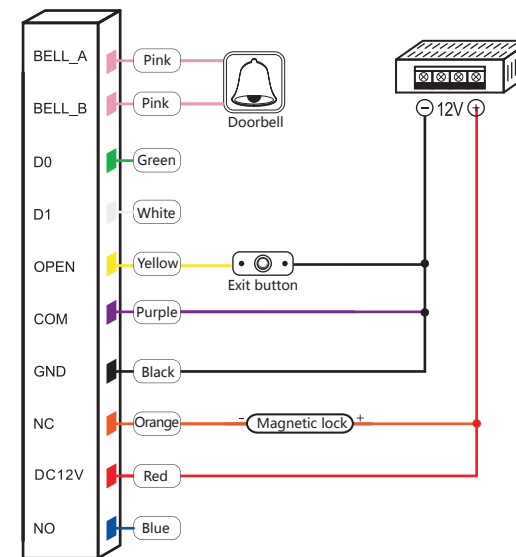 BELL_A
Pink
BELL_B
Pink
Doorbell
− 12V +
D0
Green
D1
White
OPEN
Yellow
Exit button
COM
Purple
GND
Black
NC
Orange
- Magnetic lock +
DC12V
Red
NO
Blue